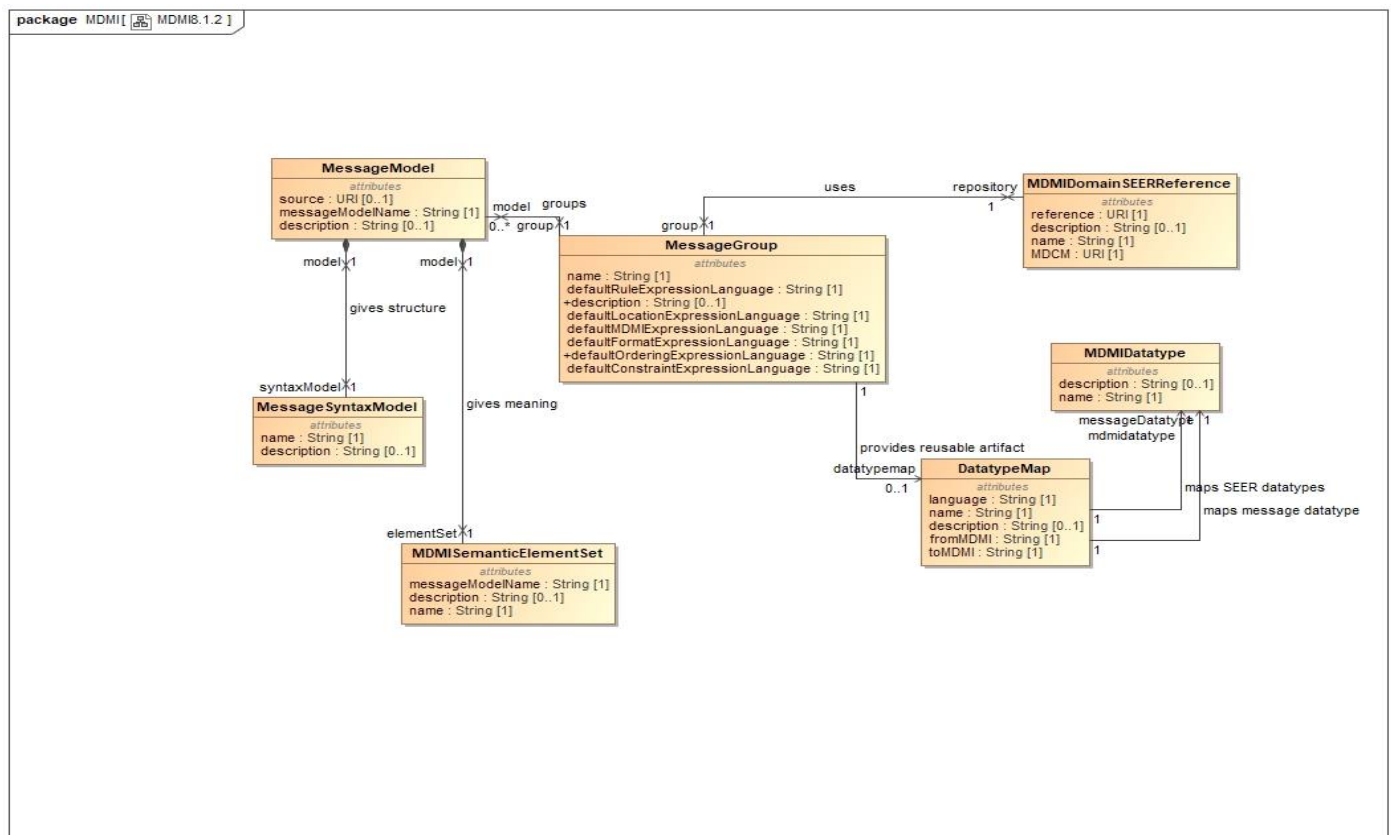 package MDMI[ MDMI8.1.2 ]
MessageModel
attributes
source : URI [0..1]
messageModelName : String [1]
description : String [0..1]
model
groups
0..*
group
1
model
1
model
1
gives structure
gives meaning
syntaxModel
1
MessageSyntaxModel
attributes
name : String [1]
description : String [0..1]
elementSet
1
MDMISemanticElementSet
attributes
messageModelName : String [1]
description : String [0..1]
name : String [1]
uses
repository
1
group
1
MessageGroup
attributes
name : String [1]
defaultRuleExpressionLanguage : String [1]
+description : String [0..1]
defaultLocationExpressionLanguage : String [1]
defaultMDMIExpressionLanguage : String [1]
defaultFormatExpressionLanguage : String [1]
+defaultOrderingExpressionLanguage : String [1]
defaultConstraintExpressionLanguage : String [1]
MDMIDomainSEERReference
attributes
reference : URI [1]
description : String [0..1]
name : String [1]
MDCM : URI [1]
MDMIDatatype
attributes
description : String [0..1]
name : String [1]
messageDatatype
1
1
mdmidatatype
1
provides reusable artifact
datatypemap
0..1
DatatypeMap
attributes
language : String [1]
name : String [1]
description : String [0..1]
fromMDMI : String [1]
toMDMI : String [1]
maps SEER datatypes
1
maps message datatype
1